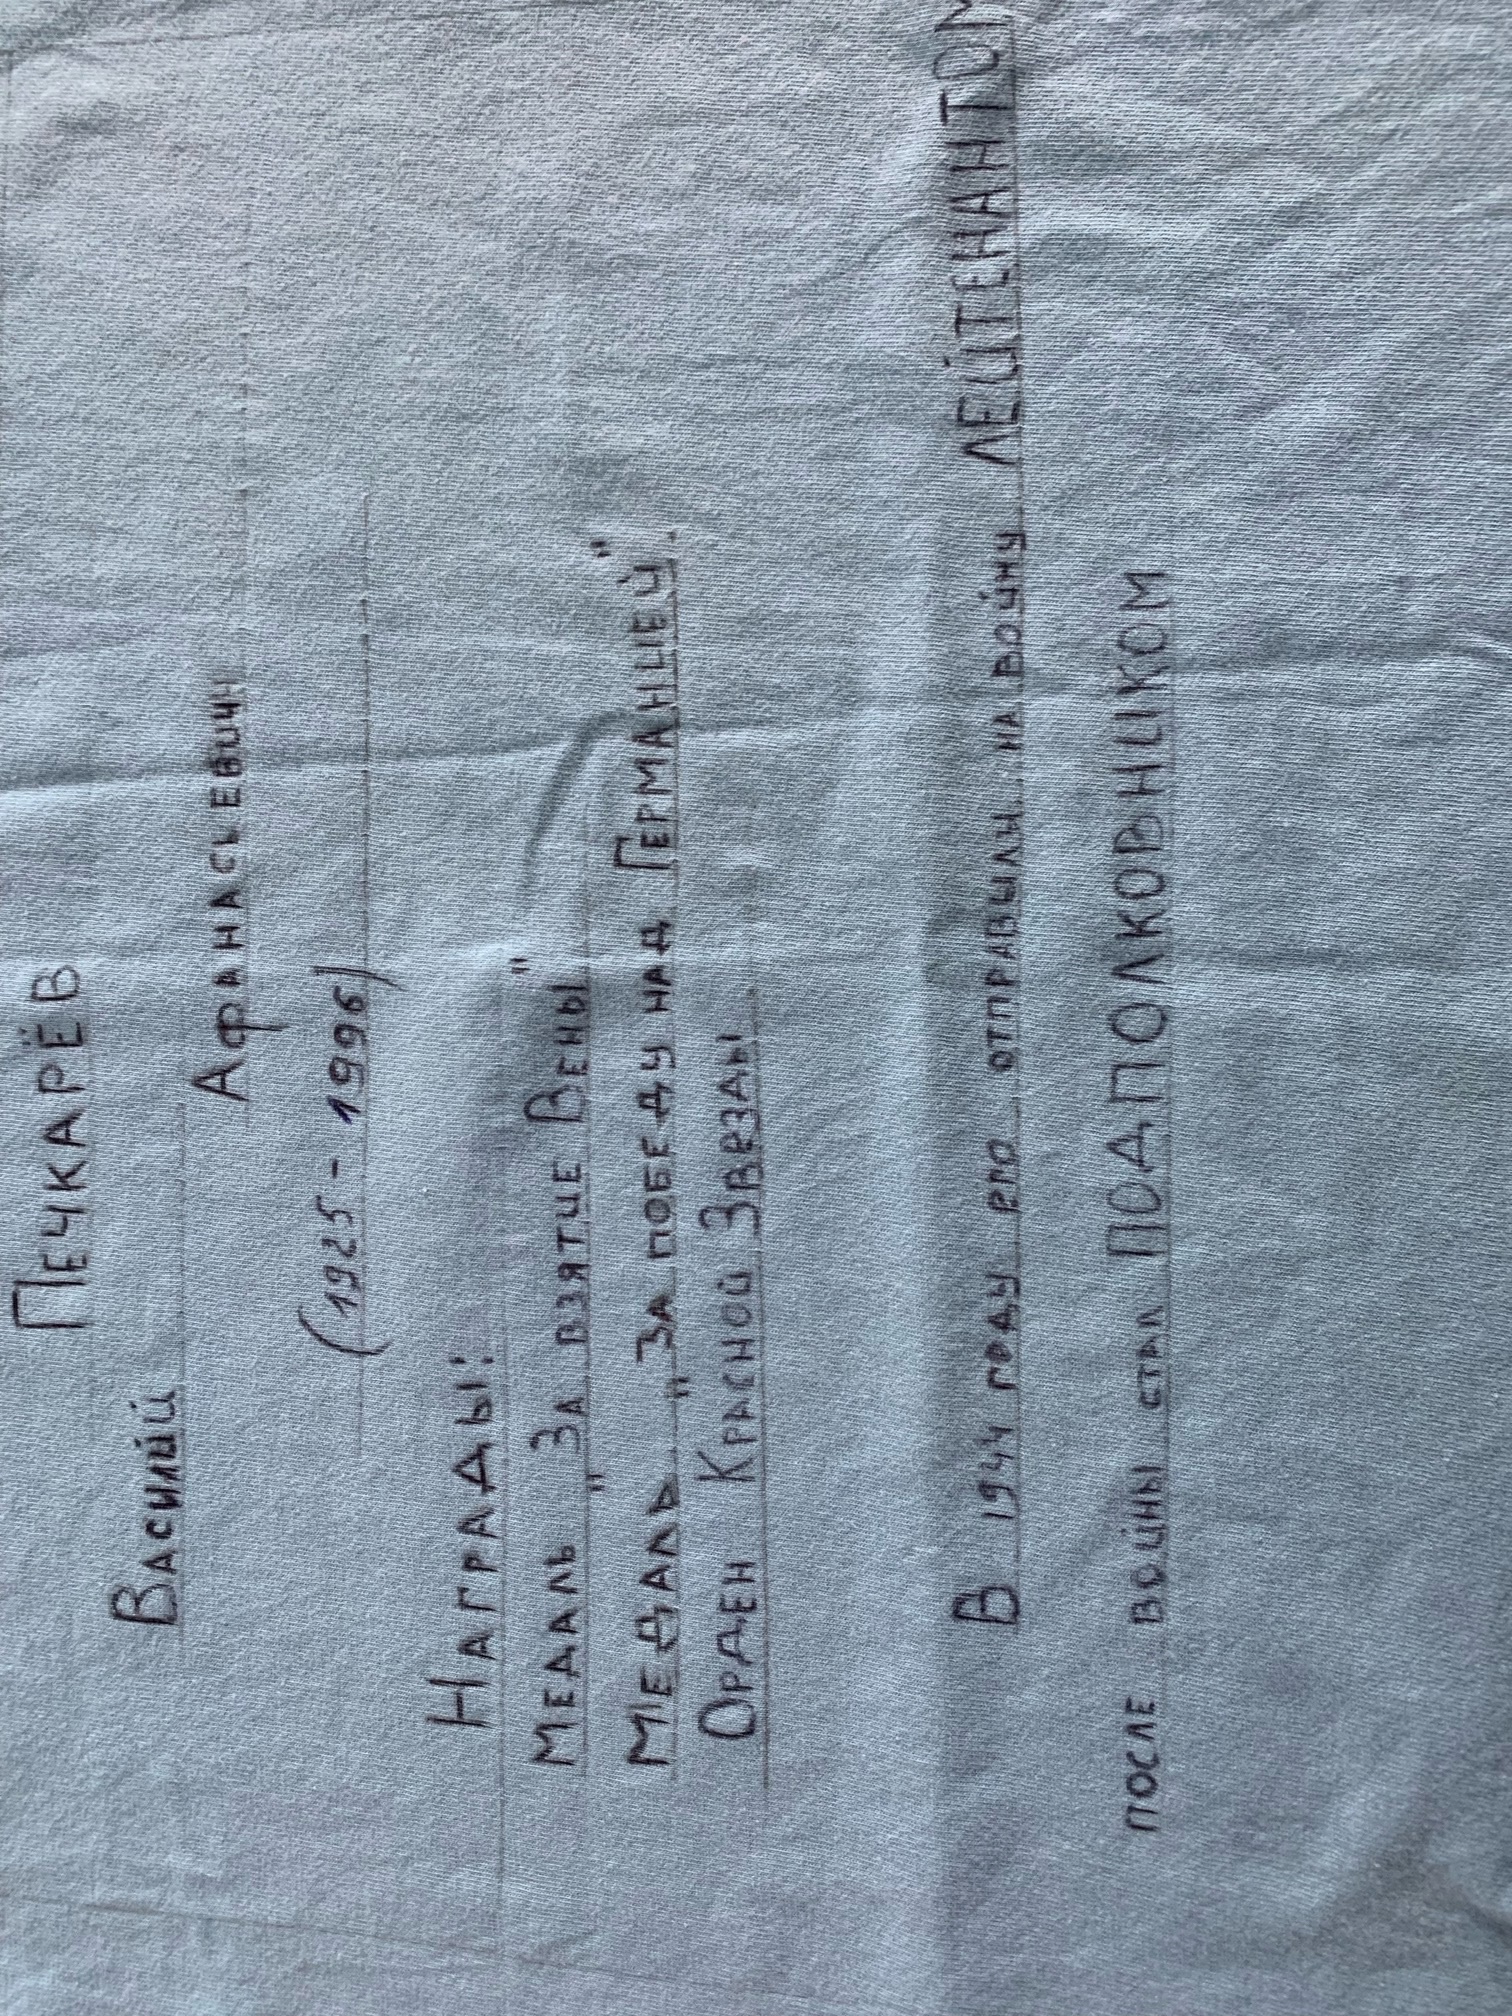 Печкарёв
Василий
Афанасьевич
(1925-1996)
Награды:
Медаль "За взятие Вены"
Медаль "За победу над Германией".
Орден Красной Звезды
В 1944 году его отправили на войну лейтенантом
после войны стал подполковником